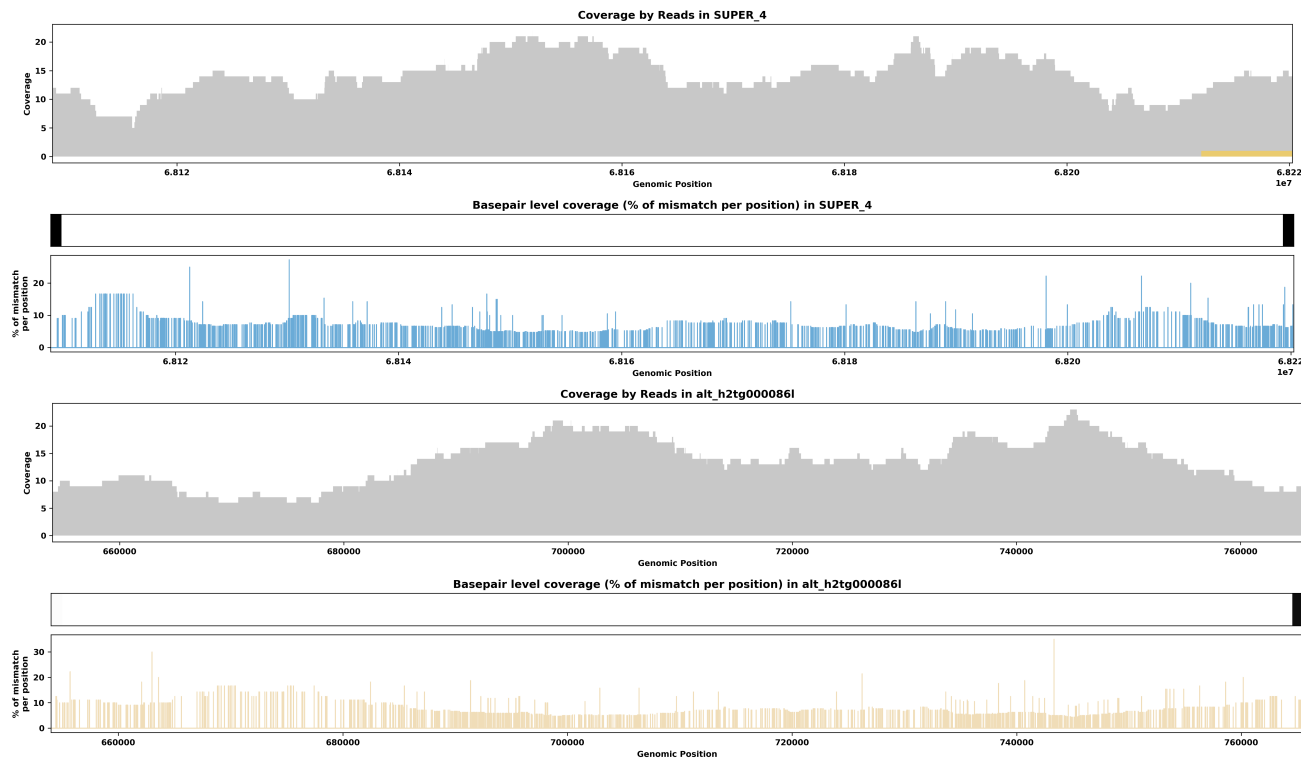 Coverage by Reads in SUPER_4
Coverage
20
15
10
5
0
6.812 6.814 6.816 6.818 6.820 6.822
1e7
Genomic Position
Basepair level coverage (% of mismatch per position) in SUPER_4
% of mismatch
per position
20
10
0
6.812 6.814 6.816 6.818 6.820 6.822
1e7
Genomic Position
Coverage by Reads in alt_h2tg000086l
Coverage
20
15
10
5
0
660000 680000 700000 720000 740000 760000
Genomic Position
Basepair level coverage (% of mismatch per position) in alt_h2tg000086l
% of mismatch
per position
30
20
10
0
660000 680000 700000 720000 740000 760000
Genomic Position